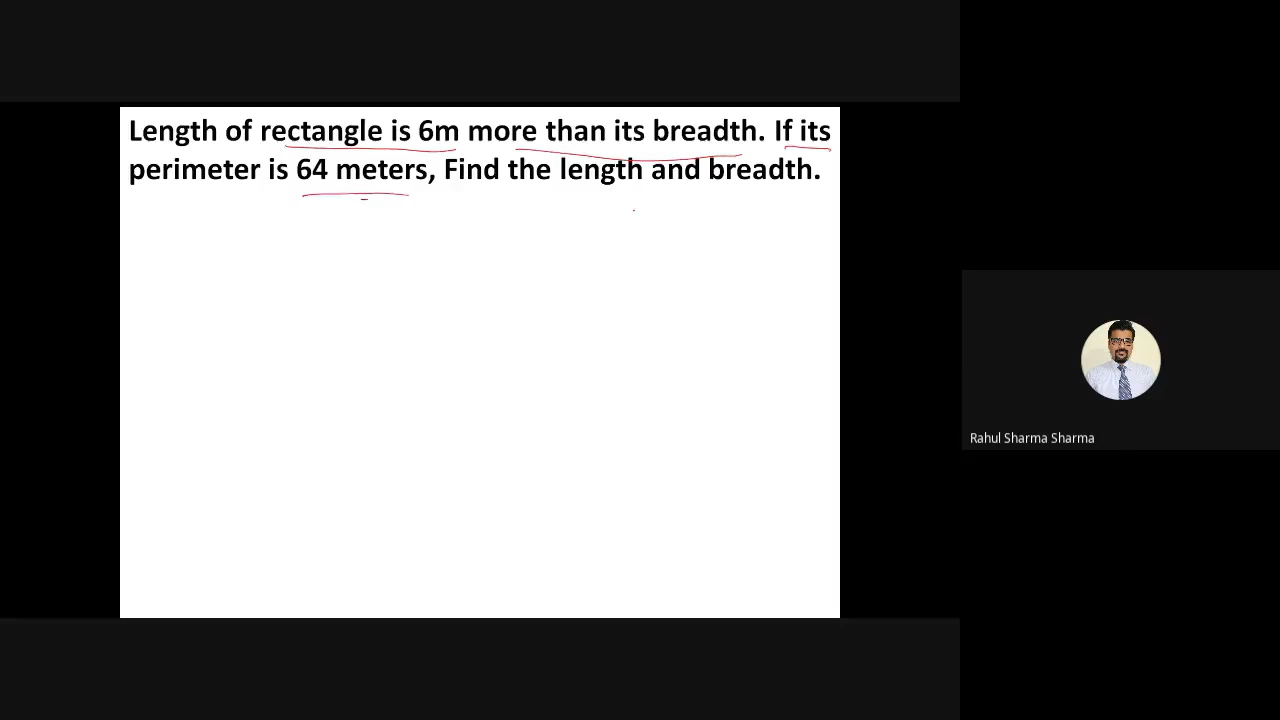 Length of rectangle is 6m more than its breadth. If its
perimeter is 64 meters, Find the length and breadth.
Rahul Sharma Sharma